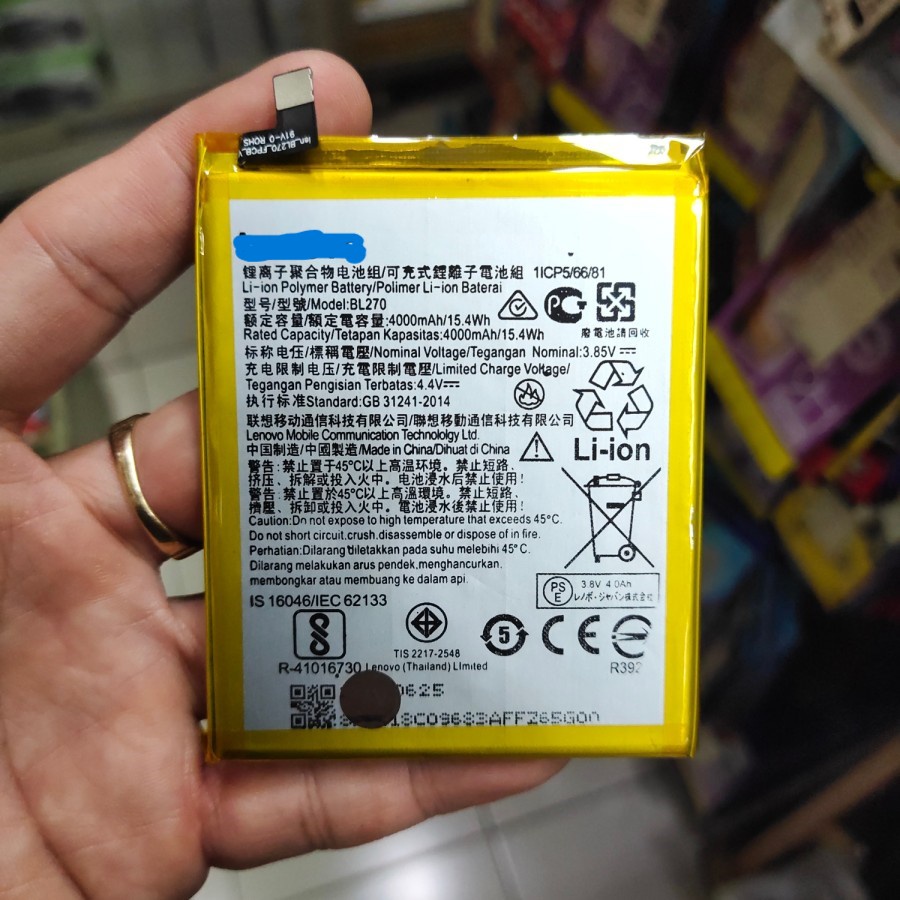 锂离子聚合物电池组/可充式鋰離子電池組 1ICP5/66/81
Li-ion Polymer Battery/Polimer Li-ion Baterai
型号/型號/Model:BL270
额定容量/額定電容量:4000mAh/15.4Wh
Rated Capacity/Tetapan Kapasitas:4000mAh/15.4Wh
廢電池請回收
标称电压/標稱電壓/Nominal Voltage/Tegangan Nominal:3.85V
充电限制电压/充電限制電壓/Limited Charge Voltage/
Tegangan Pengisian Terbatas:4.4V
执行标准Standard:GB 31241-2014
联想移动通信科技有限公司/聯想移動通信科技有限公司
Lenovo Mobile Communication Technololgy Ltd.
中国制造/中國製造/Made in China/Dihuat di China
Li-ion
警告:禁止置于45°C以上高温环境。禁止短路、
挤压、拆解或投入火中。电池浸水后禁止使用!
警告:禁止置於45°C以上高溫環境。禁止短路、
擠壓、拆卸或投入火中。電池浸水後禁止使用!
Caution:Do not expose to high temperature that exceeds 45°C.
Do not short circuit.crush.disassemble or dispose of in fire.
Perhatian:Dilarang diletakkan pada suhu melebihi 45°C.
Dilarang melakukan arus pendek,menghancurkan.
membongkar atau membuang ke dalam api.
PS E 3.8V 4.0Ah
レノボ・ジャパン株式会社
IS 16046/IEC 62133
TIS 2217-2548
5 CE
R-41016730 Lenovo (Thailand) LImited
R392
0625
18C09683AFFZ65G00